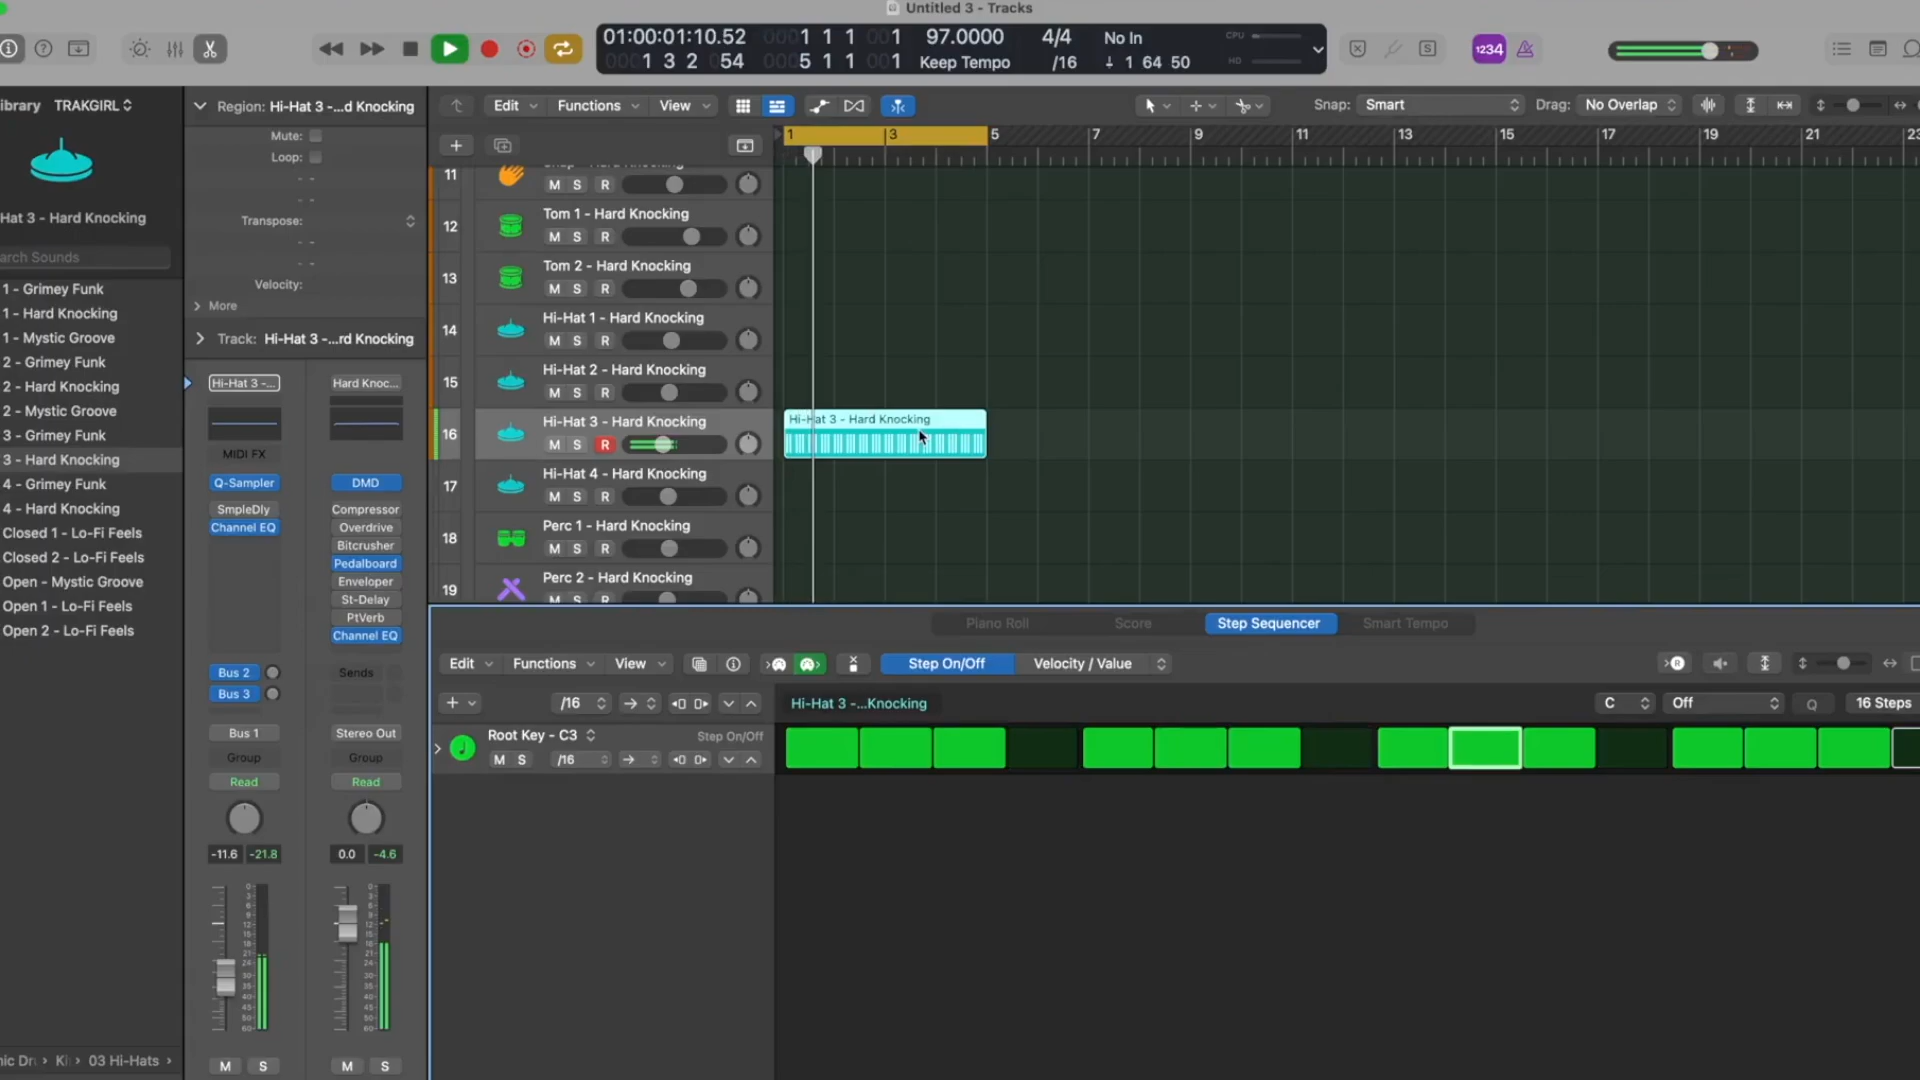 Untitled 3 - Tracks
01:00:01:10.52
1 3 2 054
0001 1 1 001
0005 1 1 001
97.0000
Keep Tempo
4/4
/16
No In
1 64 50
CPU
HD
1234
ibrary TRAKGIRL
Hat 3 - Hard Knocking
arch Sounds
1 - Grimey Funk
1 - Hard Knocking
1 - Mystic Groove
2 - Grimey Funk
2 - Hard Knocking
2 - Mystic Groove
3 - Grimey Funk
3 - Hard Knocking
4 - Grimey Funk
4 - Hard Knocking
Closed 1 - Lo-Fi Feels
Closed 2 - Lo-Fi Feels
Open - Mystic Groove
Open 1 - Lo-Fi Feels
Open 2 - Lo-Fi Feels
03 Hi-Hats
Region: Hi-Hat 3 -...d Knocking
Mute:
Loop:
Transpose:
Velocity:
More
Track: Hi-Hat 3 -...rd Knocking
Hi-Hat 3 -...
MIDI FX
Q-Sampler
SmpleDly
Channel EQ
Bus 2
Bus 3
Bus 1
Group
Read
-11.6 -21.8
M S
Hard Knoc...
DMD
Compressor
Overdrive
Bitcrusher
Pedalboard
Enveloper
St-Delay
PtVerb
Channel EQ
Sends
Stereo Out
Group
Read
0.0 -4.6
M S
Edit Functions View
Snap: Smart
Drag: No Overlap
1 3 5 7 9 11 13 15 17 19 21 23
11
M S R
12 Tom 1 - Hard Knocking
M S R
13 Tom 2 - Hard Knocking
M S R
14 Hi-Hat 1 - Hard Knocking
M S R
15 Hi-Hat 2 - Hard Knocking
M S R
16 Hi-Hat 3 - Hard Knocking
M S R
Hi-Hat 3 - Hard Knocking
17 Hi-Hat 4 - Hard Knocking
M S R
18 Perc 1 - Hard Knocking
M S R
19 Perc 2 - Hard Knocking
M S R
Piano Roll Score Step Sequencer Smart Tempo
Edit Functions View
Step On/Off Velocity / Value
/16
Hi-Hat 3 -...Knocking
C Off Q 16 Steps
Root Key - C3 Step On/Off
M S /16